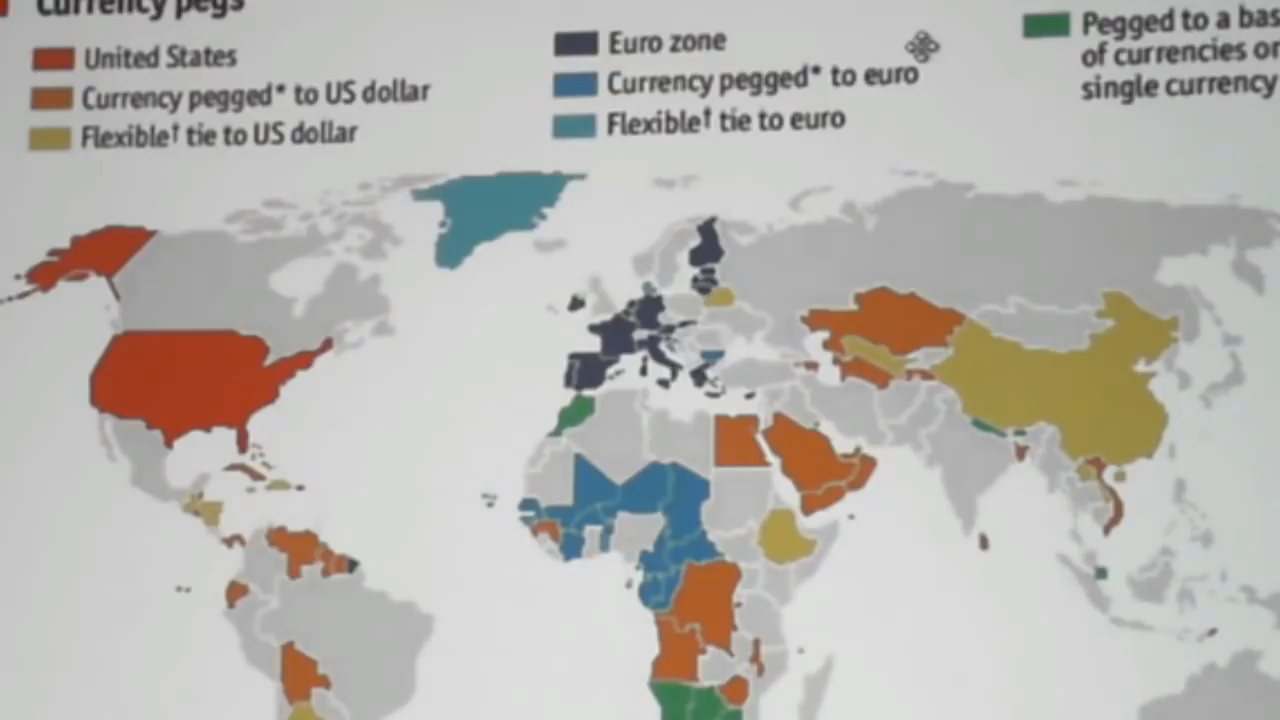 Currency pegs
United States
Currency pegged* to US dollar
Flexible† tie to US dollar
Euro zone
Currency pegged* to euro
Flexible† tie to euro
Pegged to a bas
of currencies or
single currency